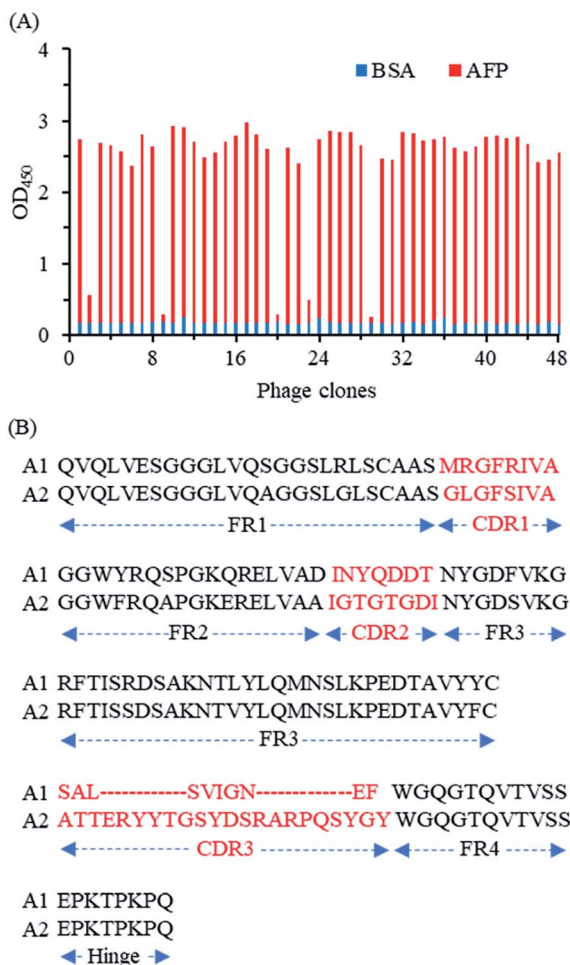 (A)
4
3
2
1
0
OD450
BSA AFP
0 8 16 24 32 40 48
Phage clones
(B)
A1 QVQLVESGGGLVQSGGSLRLSCAAS MRGFRIVA
A2 QVQLVESGGGLVQAGGSLGLSCAAS GLGFSIVA
FR1 CDR1
A1 GGWYRQSPGKQRELVAD INYQDDT NYGDFVKG
A2 GGWFRQAPGKERELVAA IGTGTGDI NYGDSVKG
FR2 CDR2 FR3
A1 RFTISRDSAKNTLYLQMNSLKPEDTAVYYC
A2 RFTISSDSAKNTVYLQMNSLKPEDTAVYFC
FR3
A1 SAL------------SVIGN-------------EF WGQGTQVTVSS
A2 ATTERYYTGSYDSRARPQSYGY WGQGTQVTVSS
CDR3 FR4
A1 EPKTPKPQ
A2 EPKTPKPQ
Hinge